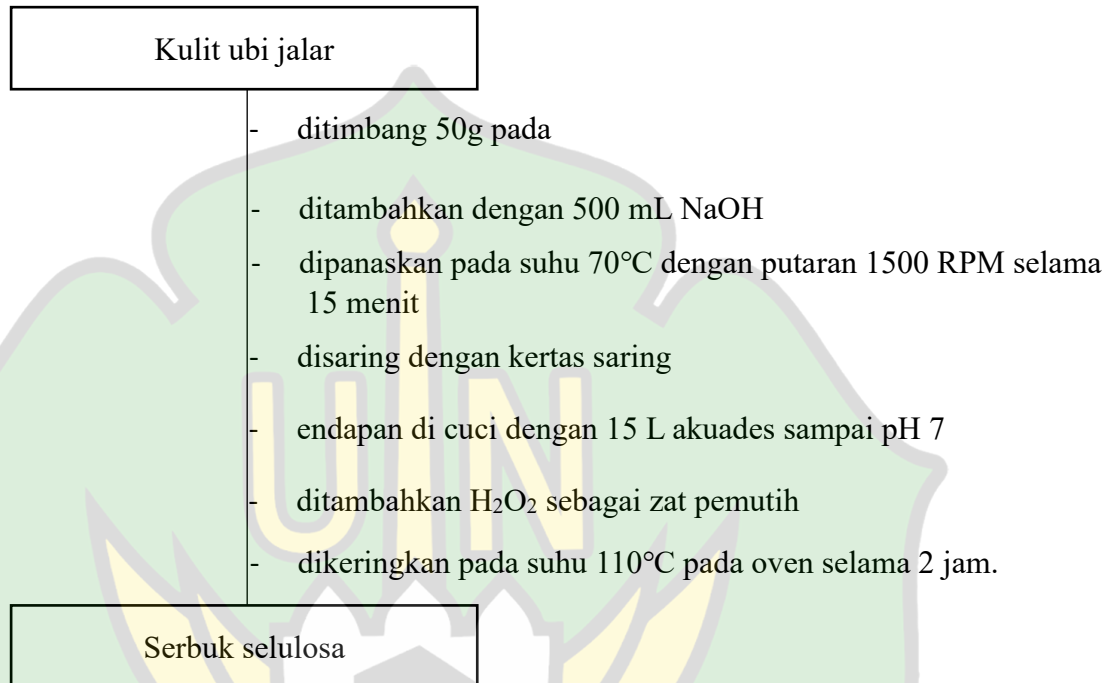 Kulit ubi jalar
- ditimbang 50g pada
- ditambahkan dengan 500 mL NaOH
- dipanaskan pada suhu 70°C dengan putaran 1500 RPM selama
15 menit
- disaring dengan kertas saring
- endapan di cuci dengan 15 L akuades sampai pH 7
- ditambahkan H₂O₂ sebagai zat pemutih
- dikeringkan pada suhu 110°C pada oven selama 2 jam.
Serbuk selulosa
UIN